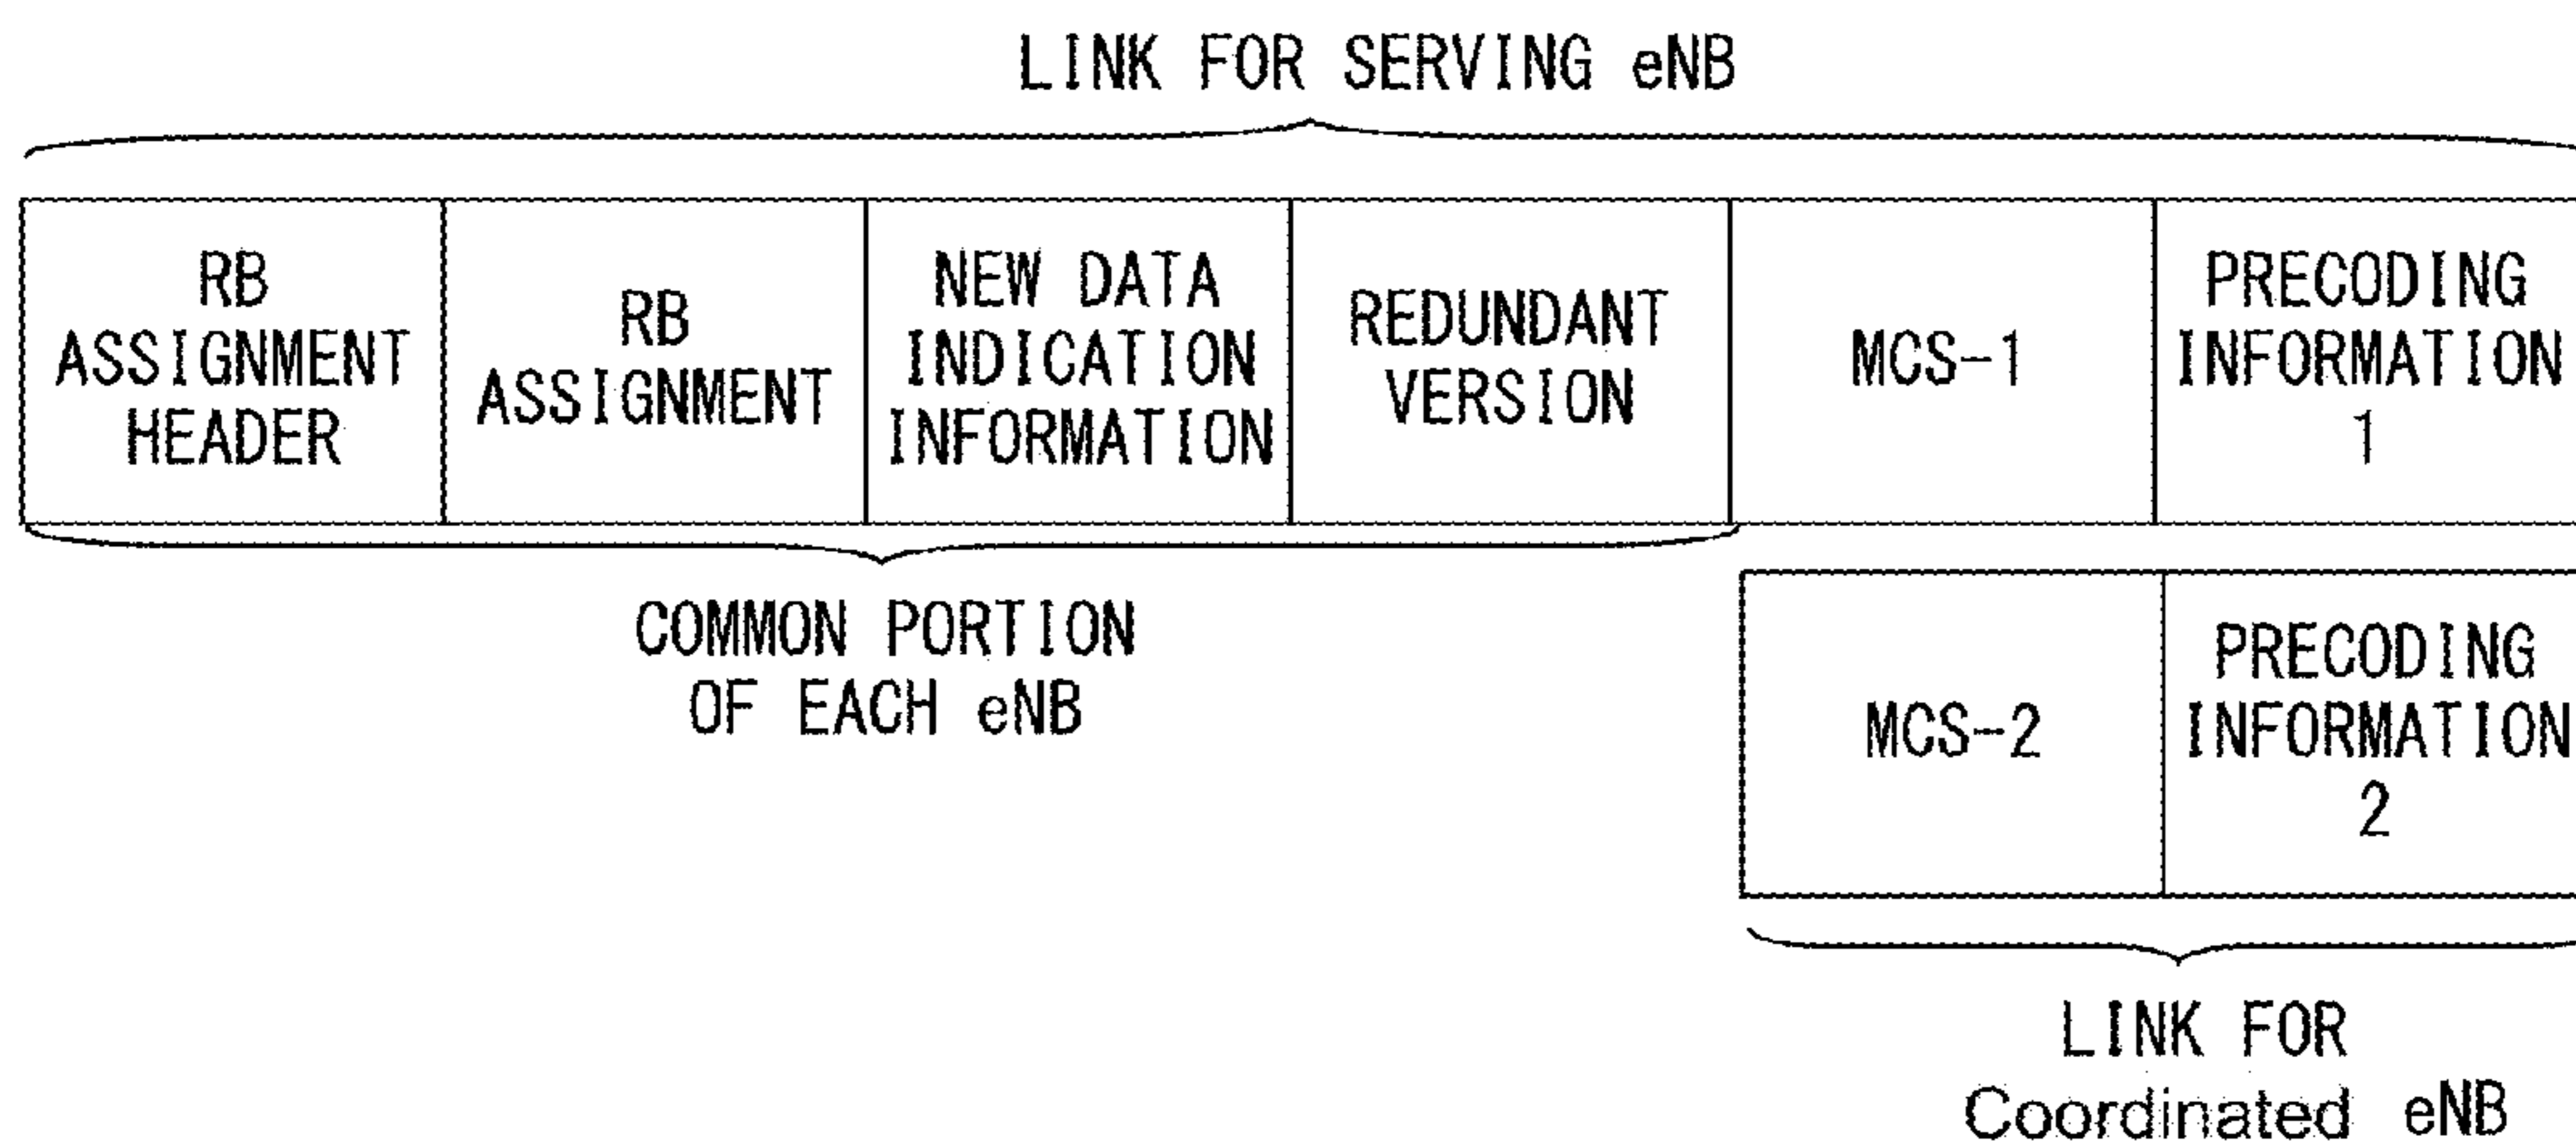 LINK FOR SERVING eNB
RB
ASSIGNMENT
HEADER
RB
ASSIGNMENT
NEW DATA
INDICATION
INFORMATION
REDUNDANT
VERSION
MCS-1
PRECODING
INFORMATION
1
COMMON PORTION
OF EACH eNB
MCS-2
PRECODING
INFORMATION
2
LINK FOR
Coordinated eNB